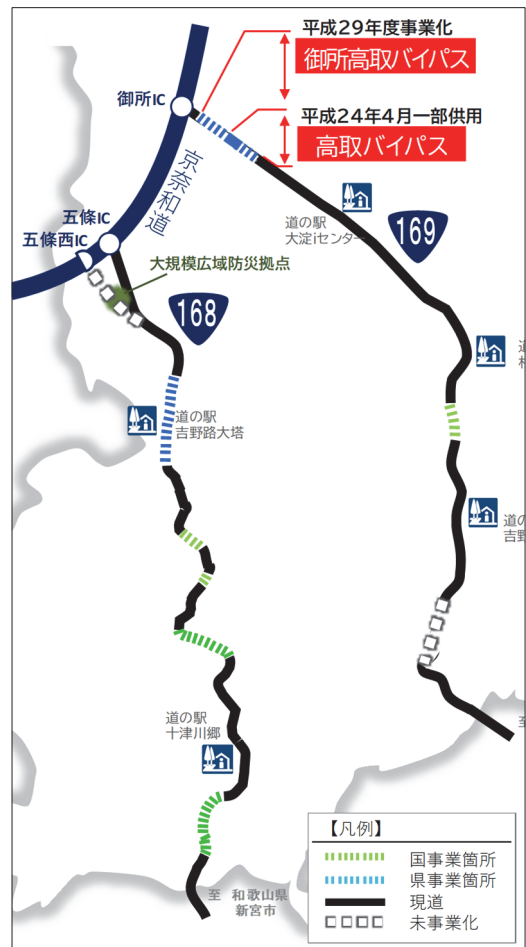 平成29年度事業化
御所高取バイパス
御所IC
平成24年4月一部供用
高取バイパス
京奈和道
五條IC
五條西IC
道の駅
大淀iセンター
169
大規模広域防災拠点
168
道の駅
吉野路大塔
道の
吉野
道の駅
十津川郷
至 和歌山県
新宮市
【凡例】
国事業箇所
県事業箇所
現道
未事業化